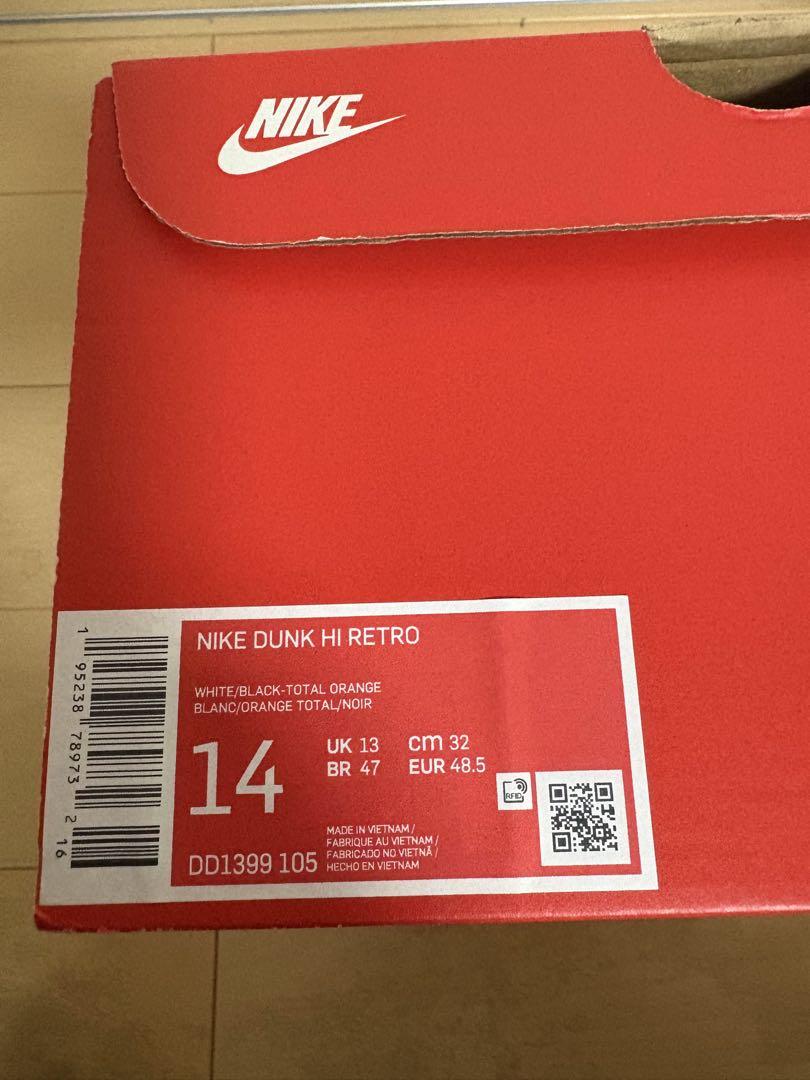 NIKE
NIKE DUNK HI RETRO
WHITE/BLACK-TOTAL ORANGE
BLANC/ORANGE TOTAL/NOIR
14
UK 13 cm 32
BR 47 EUR 48.5
RFID
MADE IN VIETNAM /
FABRIQUE AU VIETNAM /
FABRICADO NO VIETNÃ /
HECHO EN VIETNAM
DD1399 105
1 95238 78973 2 16